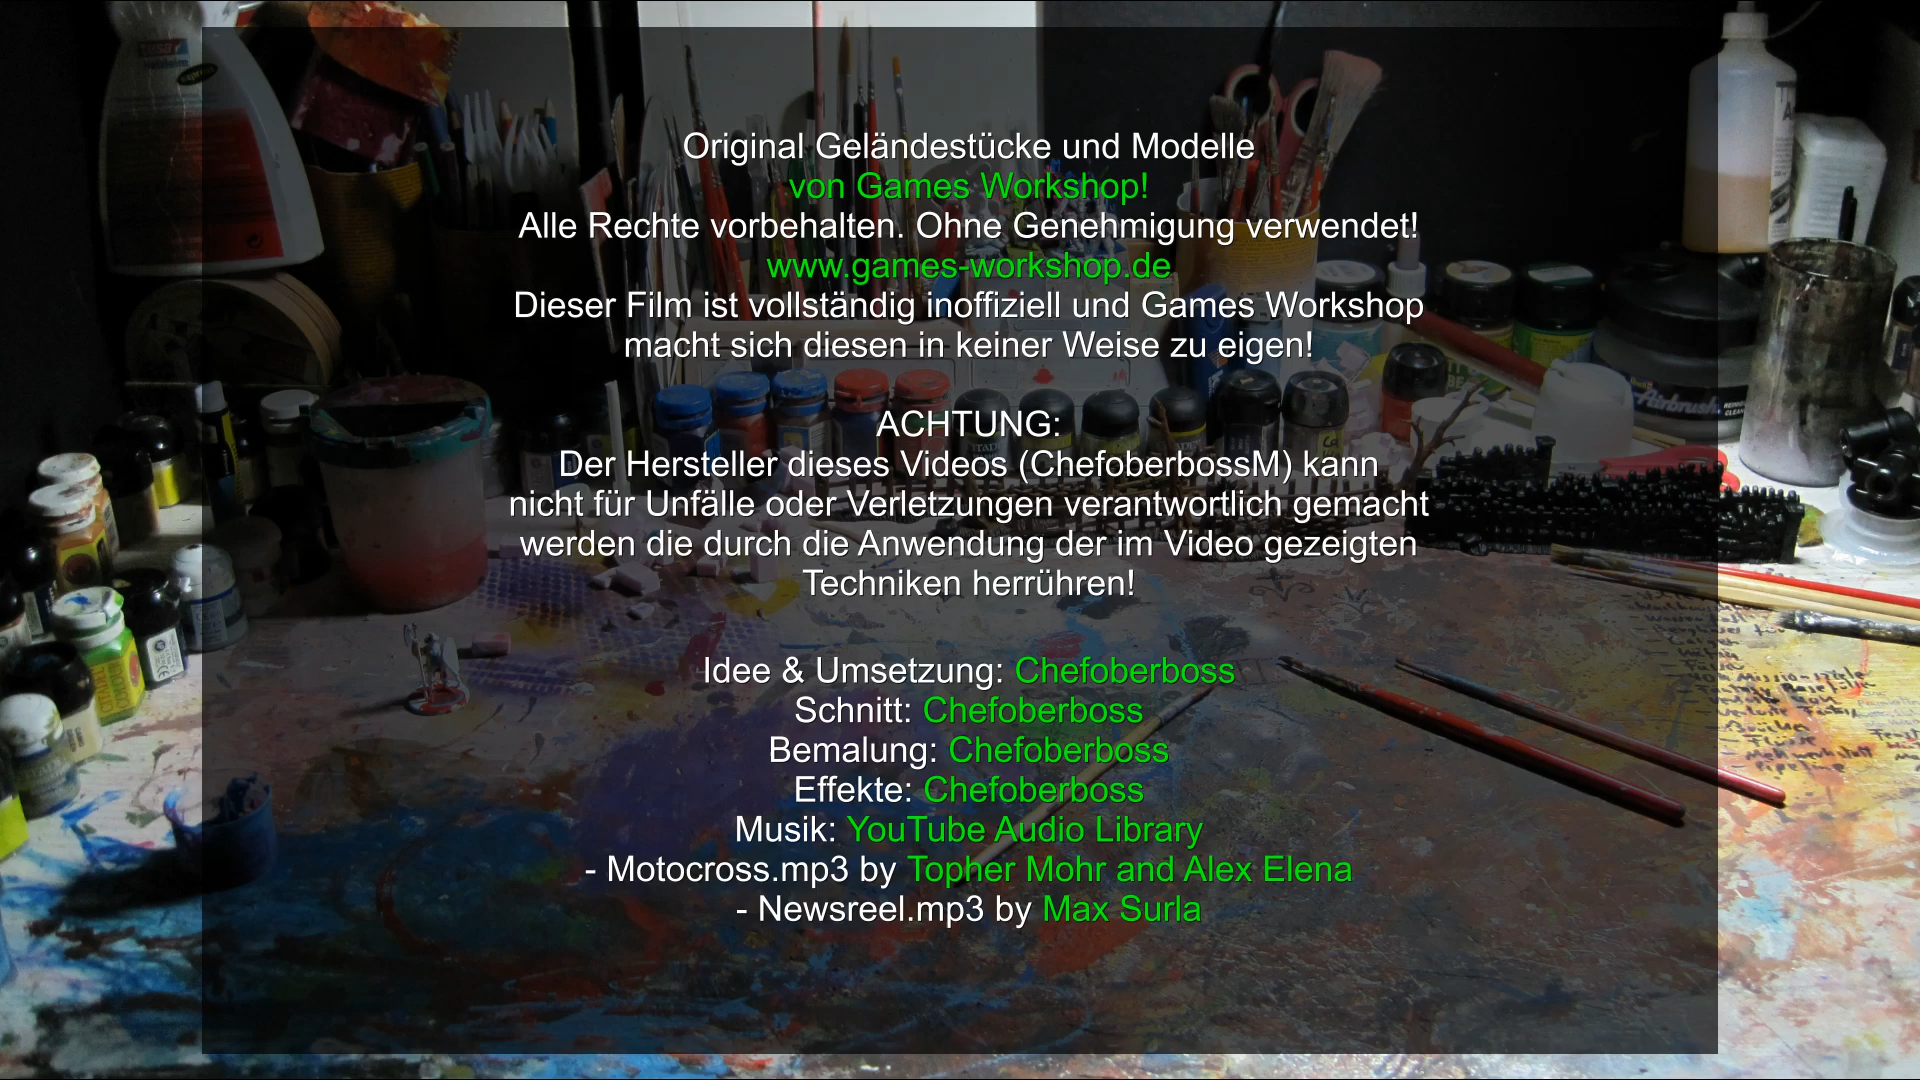 Original Geländestücke und Modelle
von Games Workshop!
Alle Rechte vorbehalten. Ohne Genehmigung verwendet!
www.games-workshop.de
Dieser Film ist vollständig inoffiziell und Games Workshop
macht sich diesen in keiner Weise zu eigen!
ACHTUNG:
Der Hersteller dieses Videos (ChefoberbossM) kann
nicht für Unfälle oder Verletzungen verantwortlich gemacht
werden die durch die Anwendung der im Video gezeigten
Techniken herrühren!
Idee & Umsetzung: Chefoberboss
Schnitt: Chefoberboss
Bemalung: Chefoberboss
Effekte: Chefoberboss
Musik: YouTube Audio Library
- Motocross.mp3 by Topher Mohr and Alex Elena
- Newsreel.mp3 by Max Surla
express
Revell
Airbrush